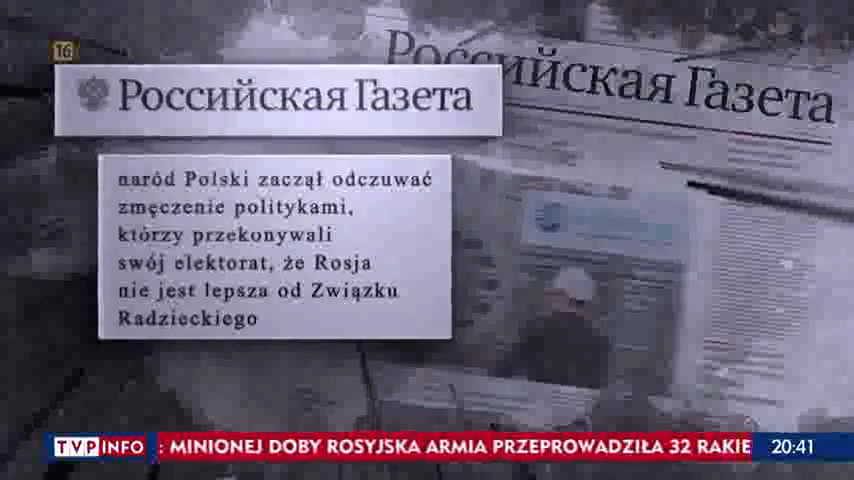 16
Российская Газета
Российская Газета
naród Polski zaczął odczuwać
zmęczenie politykami,
którzy przekonywali
swój elektorat, że Rosja
nie jest lepsza od Związku
Radzieckiego
TVP INFO
: MINIONEJ DOBY ROSYJSKA ARMIA PRZEPROWADZIŁA 32 RAKIE
20:41